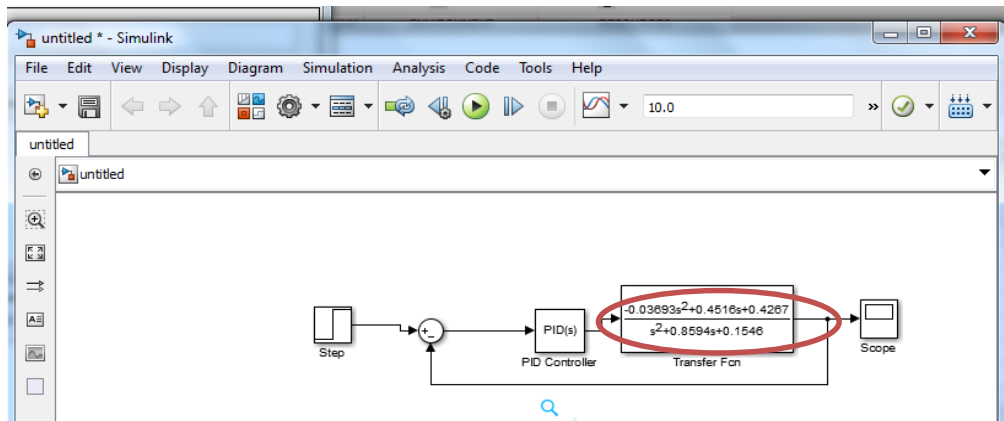 untitled * - Simulink
File Edit View Display Diagram Simulation Analysis Code Tools Help
10.0 »
untitled
untitled
-0.03693s²+0.4516s+0.4267
s²+0.8594s+0.1546
+_
PID(s)
Step
PID Controller
Transfer Fcn
Scope